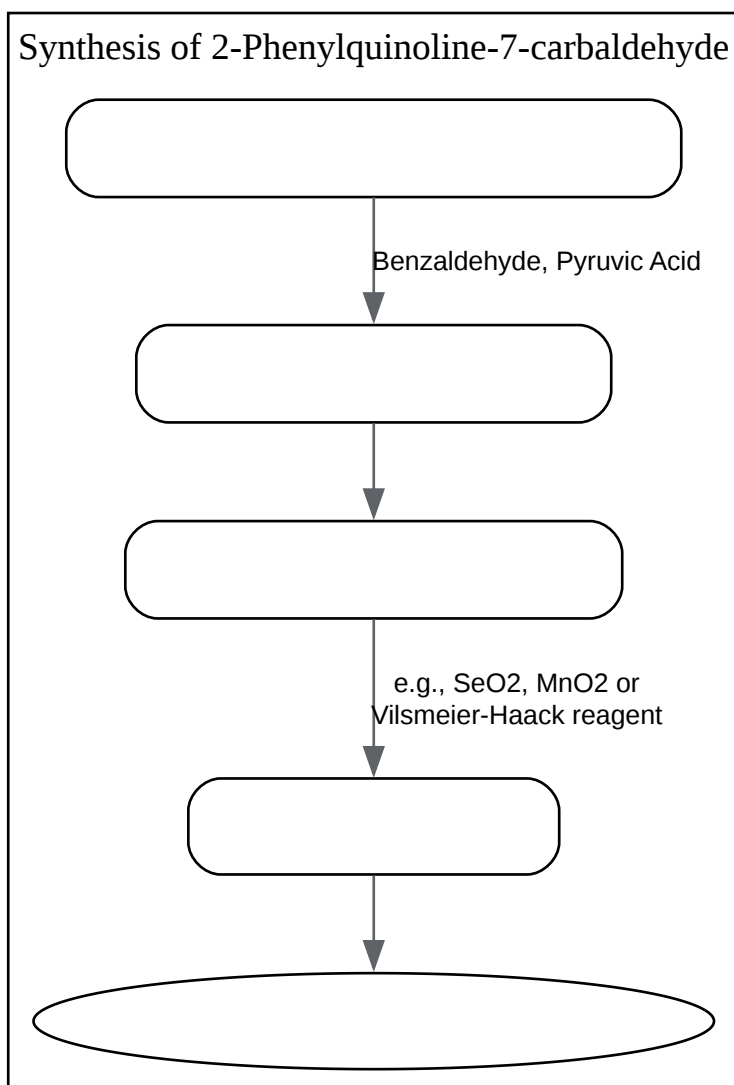 Synthesis of 2-Phenylquinoline-7-carbaldehyde
Benzaldehyde, Pyruvic Acid
e.g., SeO2, MnO2 or
Vilsmeier-Haack reagent